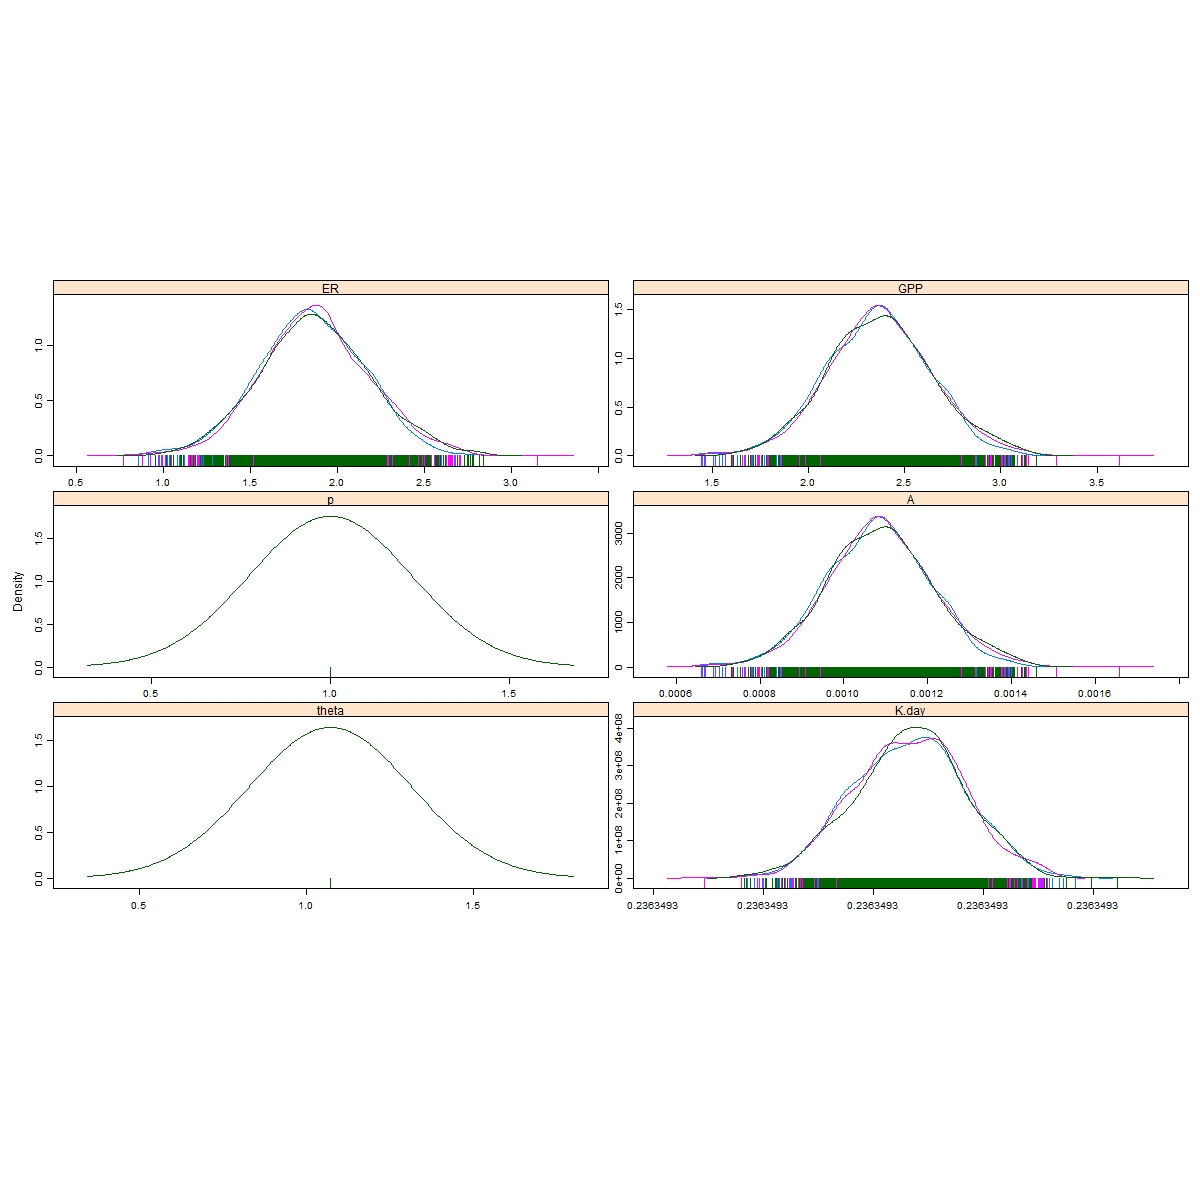 ER
GPP
0.0 0.5 1.0
0.5 1.0 1.5 2.0 2.5 3.0
0.0 0.5 1.0 1.5
1.5 2.0 2.5 3.0 3.5
p
A
Density
0.0 0.5 1.0 1.5
0.5 1.0 1.5
0 1000 2000 3000
0.0006 0.0008 0.0010 0.0012 0.0014 0.0016
theta
K.day
0.0 0.5 1.0 1.5
0.5 1.0 1.5
0e+00 1e+08 2e+08 3e+08 4e+08
0.2363493 0.2363493 0.2363493 0.2363493 0.2363493